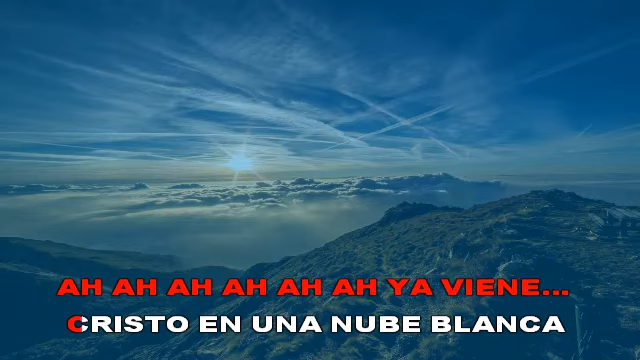 AH AH AH AH AH AH YA VIENE...
CRISTO EN UNA NUBE BLANCA